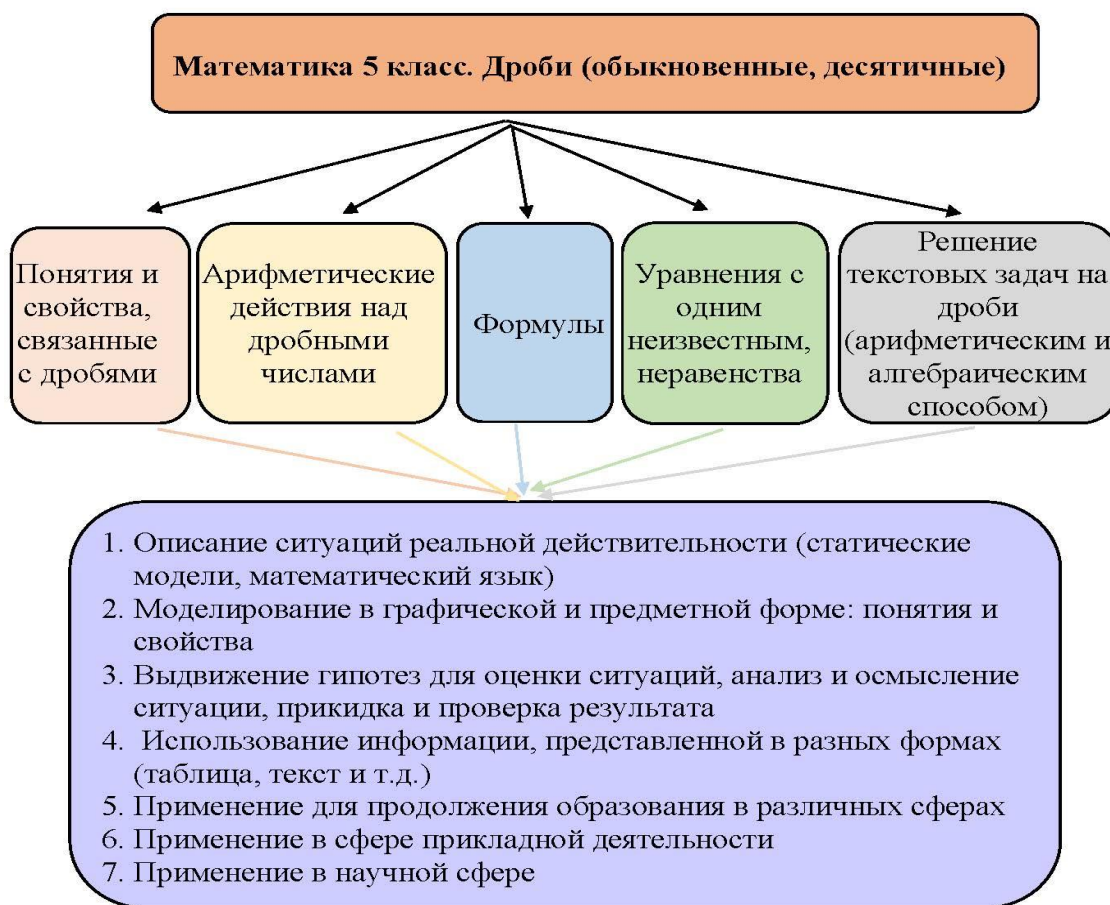 Математика 5 класс. Дроби (обыкновенные, десятичные)
Понятия и
свойства,
связанные
с дробями
Арифметические
действия над
дробными
числами
Формулы
Уравнения с
одним
неизвестным,
неравенства
Решение
текстовых задач на
дроби
(арифметическим и
алгебраическим
способом)
1. Описание ситуаций реальной действительности (статические
модели, математический язык)
2. Моделирование в графической и предметной форме: понятия и
свойства
3. Выдвижение гипотез для оценки ситуаций, анализ и осмысление
ситуации, прикидка и проверка результата
4. Использование информации, представленной в разных формах
(таблица, текст и т.д.)
5. Применение для продолжения образования в различных сферах
6. Применение в сфере прикладной деятельности
7. Применение в научной сфере